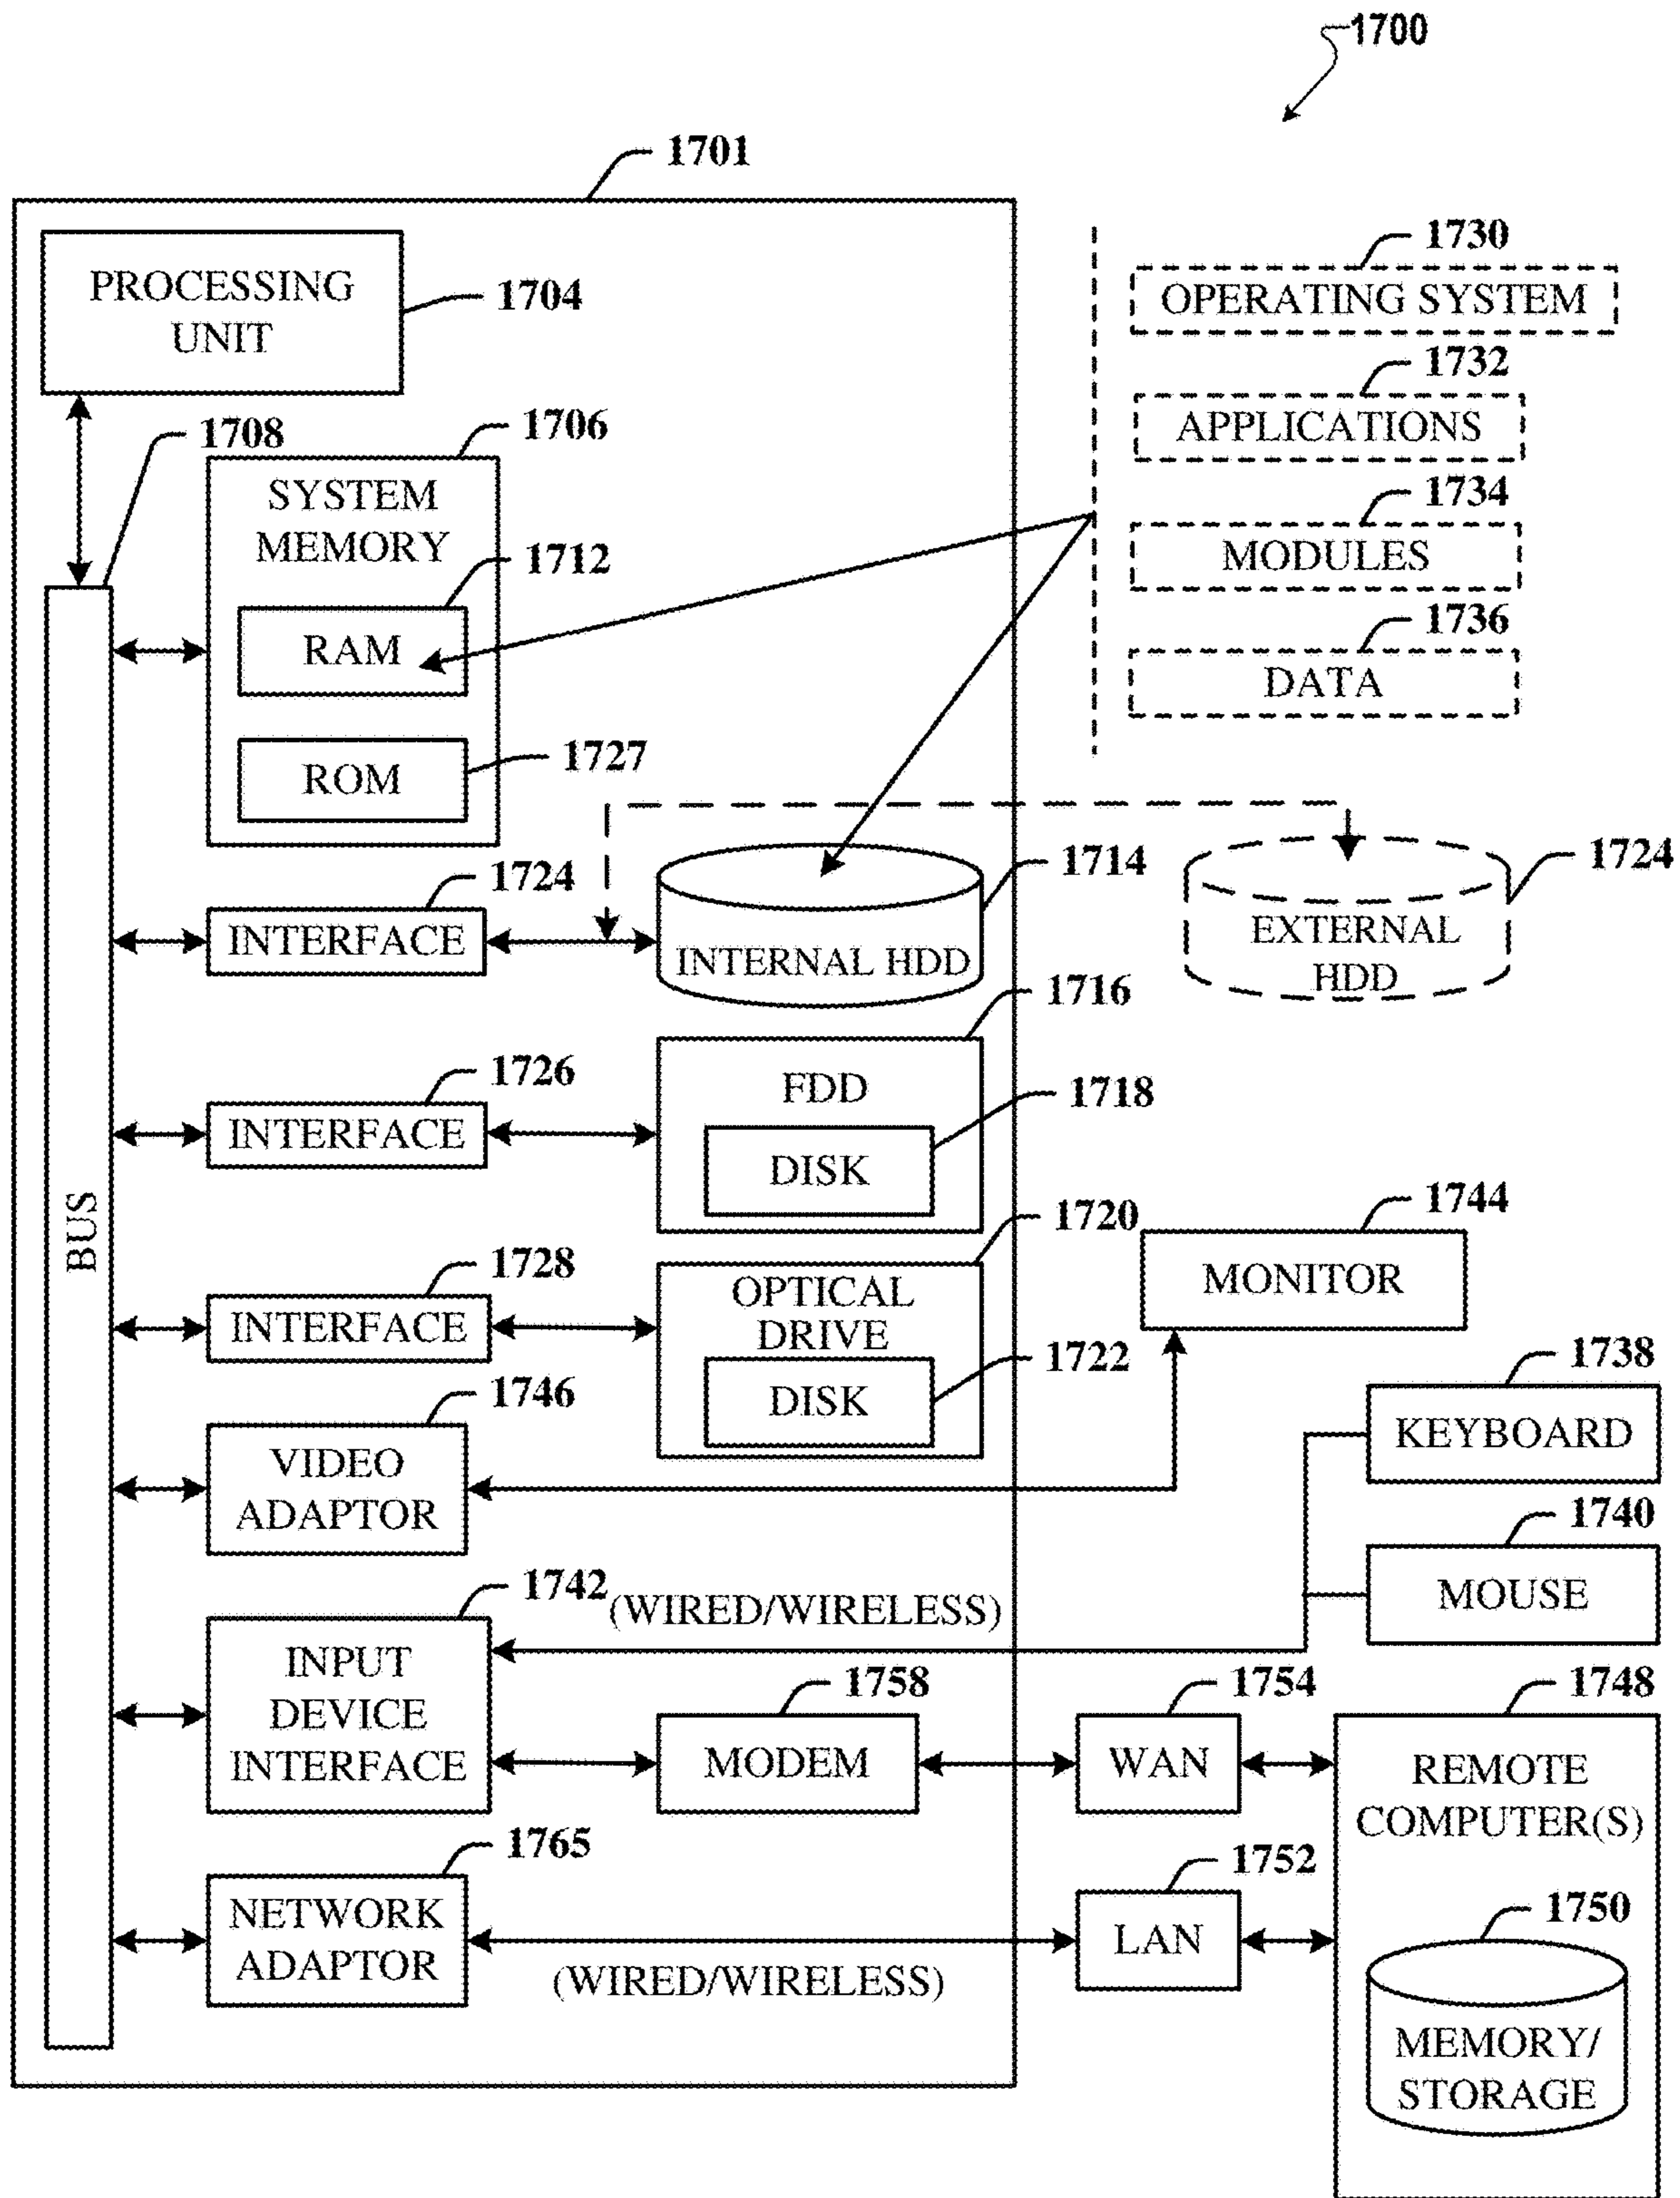 1700
1701
PROCESSING
UNIT
1704
1730
OPERATING SYSTEM
1732
APPLICATIONS
1734
MODULES
1736
DATA
1708
1706
SYSTEM
MEMORY
1712
RAM
1727
ROM
1724
INTERFACE
1714
INTERNAL HDD
1724
EXTERNAL
HDD
1716
1726
INTERFACE
FDD
1718
DISK
BUS
1720
1728
INTERFACE
OPTICAL
DRIVE
1722
DISK
1744
MONITOR
1738
KEYBOARD
1746
VIDEO
ADAPTOR
1740
MOUSE
1742
(WIRED/WIRELESS)
INPUT
DEVICE
INTERFACE
1758
MODEM
1754
WAN
1748
REMOTE
COMPUTER(S)
1765
NETWORK
ADAPTOR
(WIRED/WIRELESS)
1752
LAN
1750
MEMORY/
STORAGE